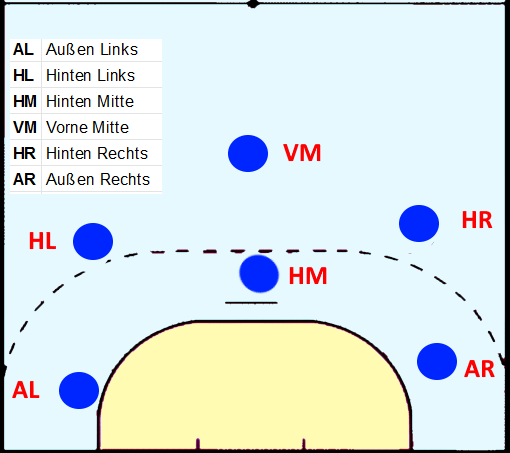 AL Außen Links
HL Hinten Links
HM Hinten Mitte
VM Vorne Mitte
HR Hinten Rechts
AR Außen Rechts
VM
HR
HL
HM
AR
AL